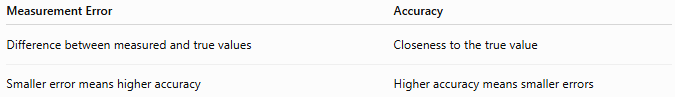 Measurement Error Accuracy
Difference between measured and true values Closeness to the true value
Smaller error means higher accuracy Higher accuracy means smaller errors